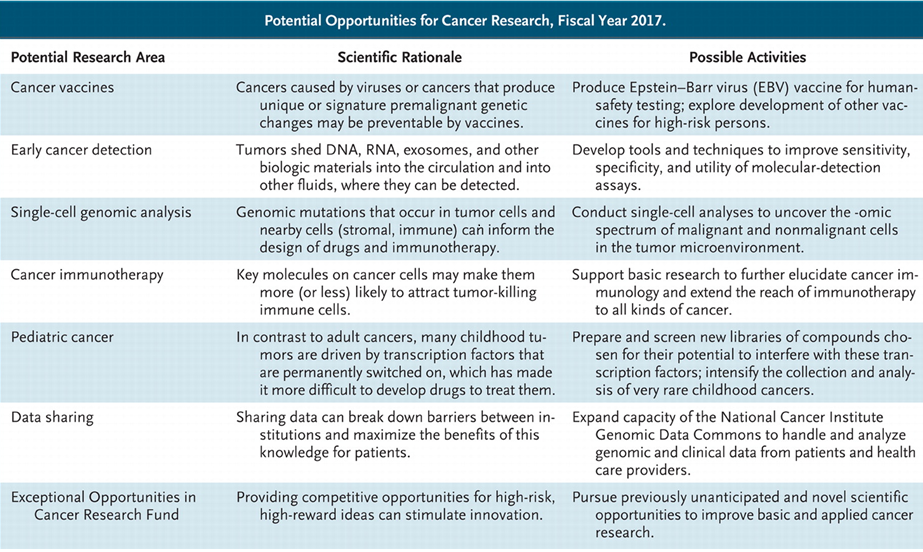 Potential Opportunities for Cancer Research, Fiscal Year 2017.
Potential Research Area
Scientific Rationale
Possible Activities
Cancer vaccines
Cancers caused by viruses or cancers that produce
unique or signature premalignant genetic
changes may be preventable by vaccines.
Produce Epstein–Barr virus (EBV) vaccine for human-
safety testing; explore development of other vac-
cines for high-risk persons.
Early cancer detection
Tumors shed DNA, RNA, exosomes, and other
biologic materials into the circulation and into
other fluids, where they can be detected.
Develop tools and techniques to improve sensitivity,
specificity, and utility of molecular-detection
assays.
Single-cell genomic analysis
Genomic mutations that occur in tumor cells and
nearby cells (stromal, immune) can inform the
design of drugs and immunotherapy.
Conduct single-cell analyses to uncover the -omic
spectrum of malignant and nonmalignant cells
in the tumor microenvironment.
Cancer immunotherapy
Key molecules on cancer cells may make them
more (or less) likely to attract tumor-killing
immune cells.
Support basic research to further elucidate cancer im-
munology and extend the reach of immunotherapy
to all kinds of cancer.
Pediatric cancer
In contrast to adult cancers, many childhood tu-
mors are driven by transcription factors that
are permanently switched on, which has made
it more difficult to develop drugs to treat them.
Prepare and screen new libraries of compounds cho-
sen for their potential to interfere with these tran-
scription factors; intensify the collection and analy-
sis of very rare childhood cancers.
Data sharing
Sharing data can break down barriers between in-
stitutions and maximize the benefits of this
knowledge for patients.
Expand capacity of the National Cancer Institute
Genomic Data Commons to handle and analyze
genomic and clinical data from patients and health
care providers.
Exceptional Opportunities in
Cancer Research Fund
Providing competitive opportunities for high-risk,
high-reward ideas can stimulate innovation.
Pursue previously unanticipated and novel scientific
opportunities to improve basic and applied cancer
research.